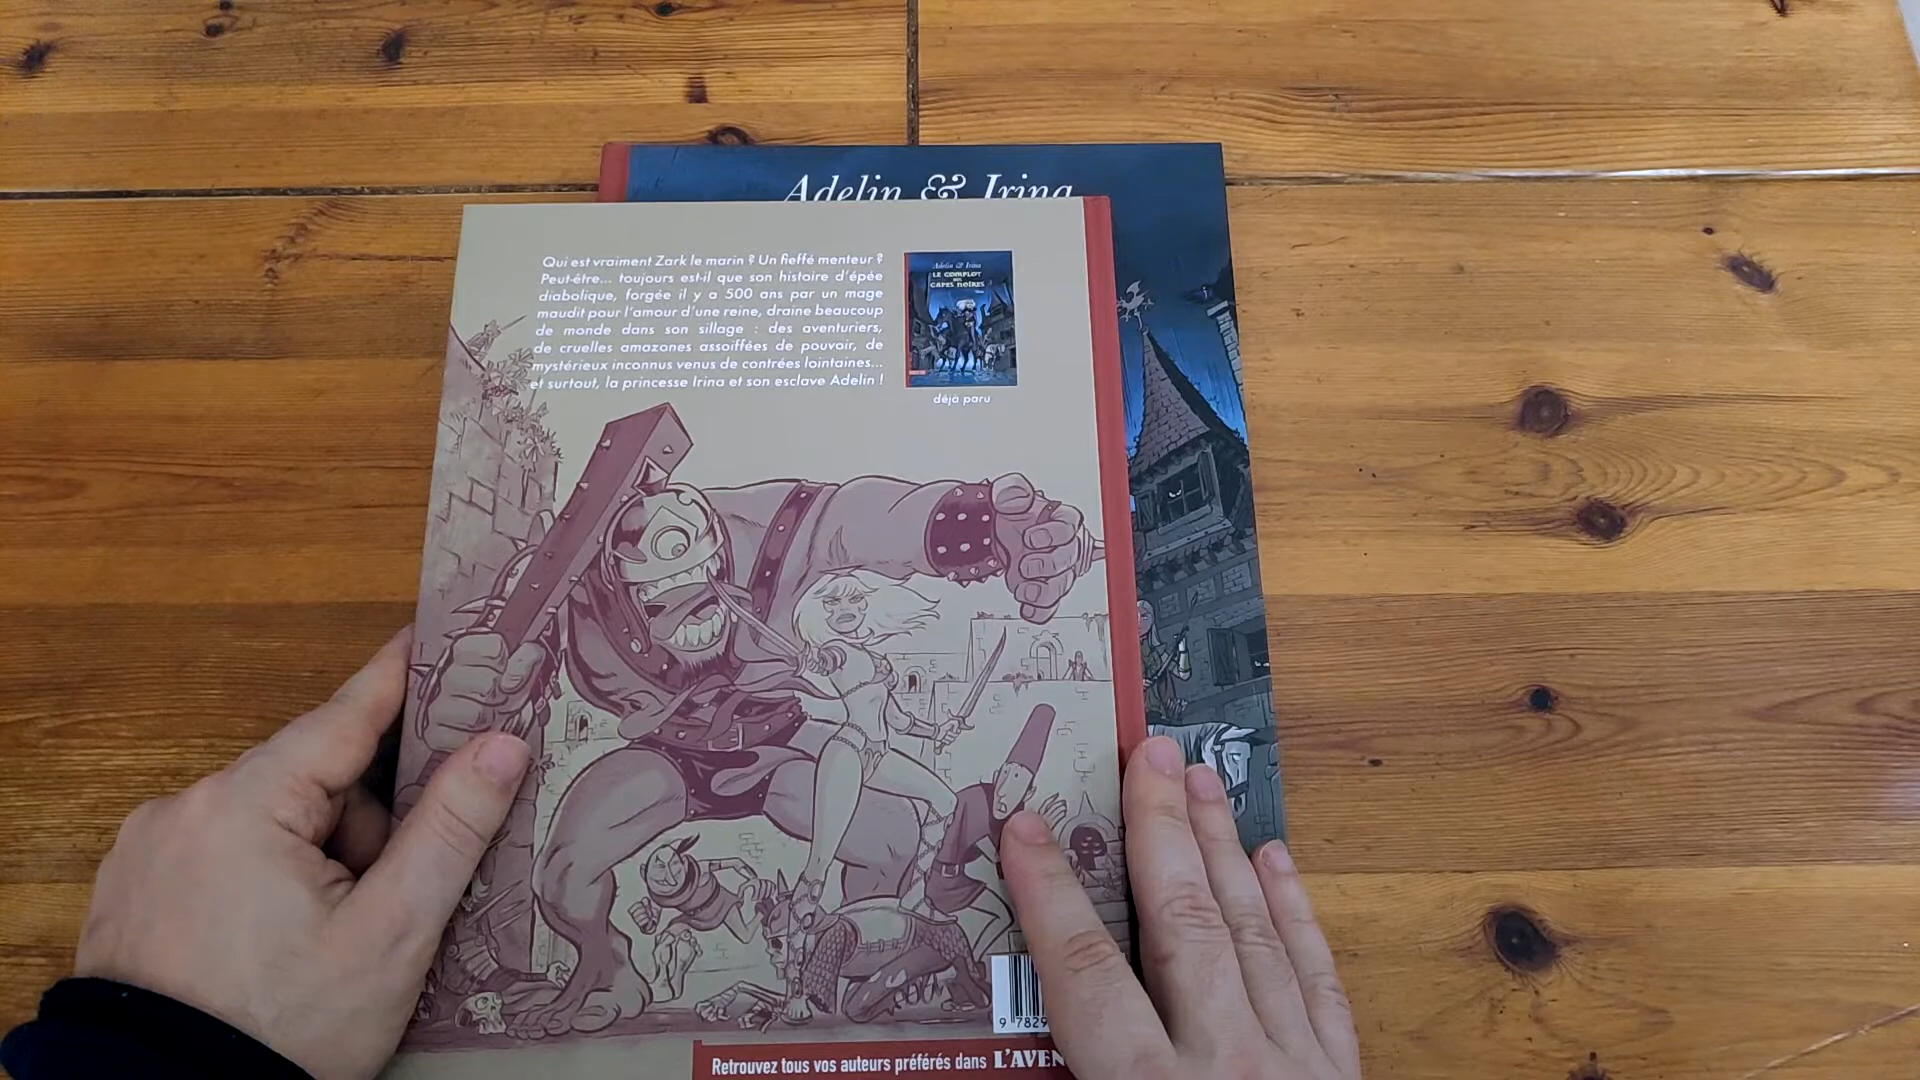 Adelin & Irina
Qui est vraiment Zark le marin ? Un fieffé menteur ?
Peut-être... toujours est-il que son histoire d'épée
diabolique, forgée il y a 500 ans par un mage
maudit pour l'amour d'une reine, draine beaucoup
de monde dans son sillage : des aventuriers,
de cruelles amazones assoiffées de pouvoir, de
mystérieux inconnus venus de contrées lointaines...
et surtout, la princesse Irina et son esclave Adelin !
Adelin & Irina
LE COMPLOT
DES
CAPES NOIRES
déjà paru
9 7829
Retrouvez tous vos auteurs préférés dans L'AVEN